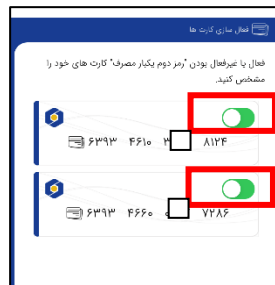 فعال سازی کارت ها
فعال یا غیرفعال بودن "رمز دوم یکبار مصرف" کارت های خود را
مشخص کنید.
۶۳۹۳ ۴۶۱۰ ۳ ۸۱۲۴
۶۳۹۳ ۴۶۶۰ ۷۲۸۶